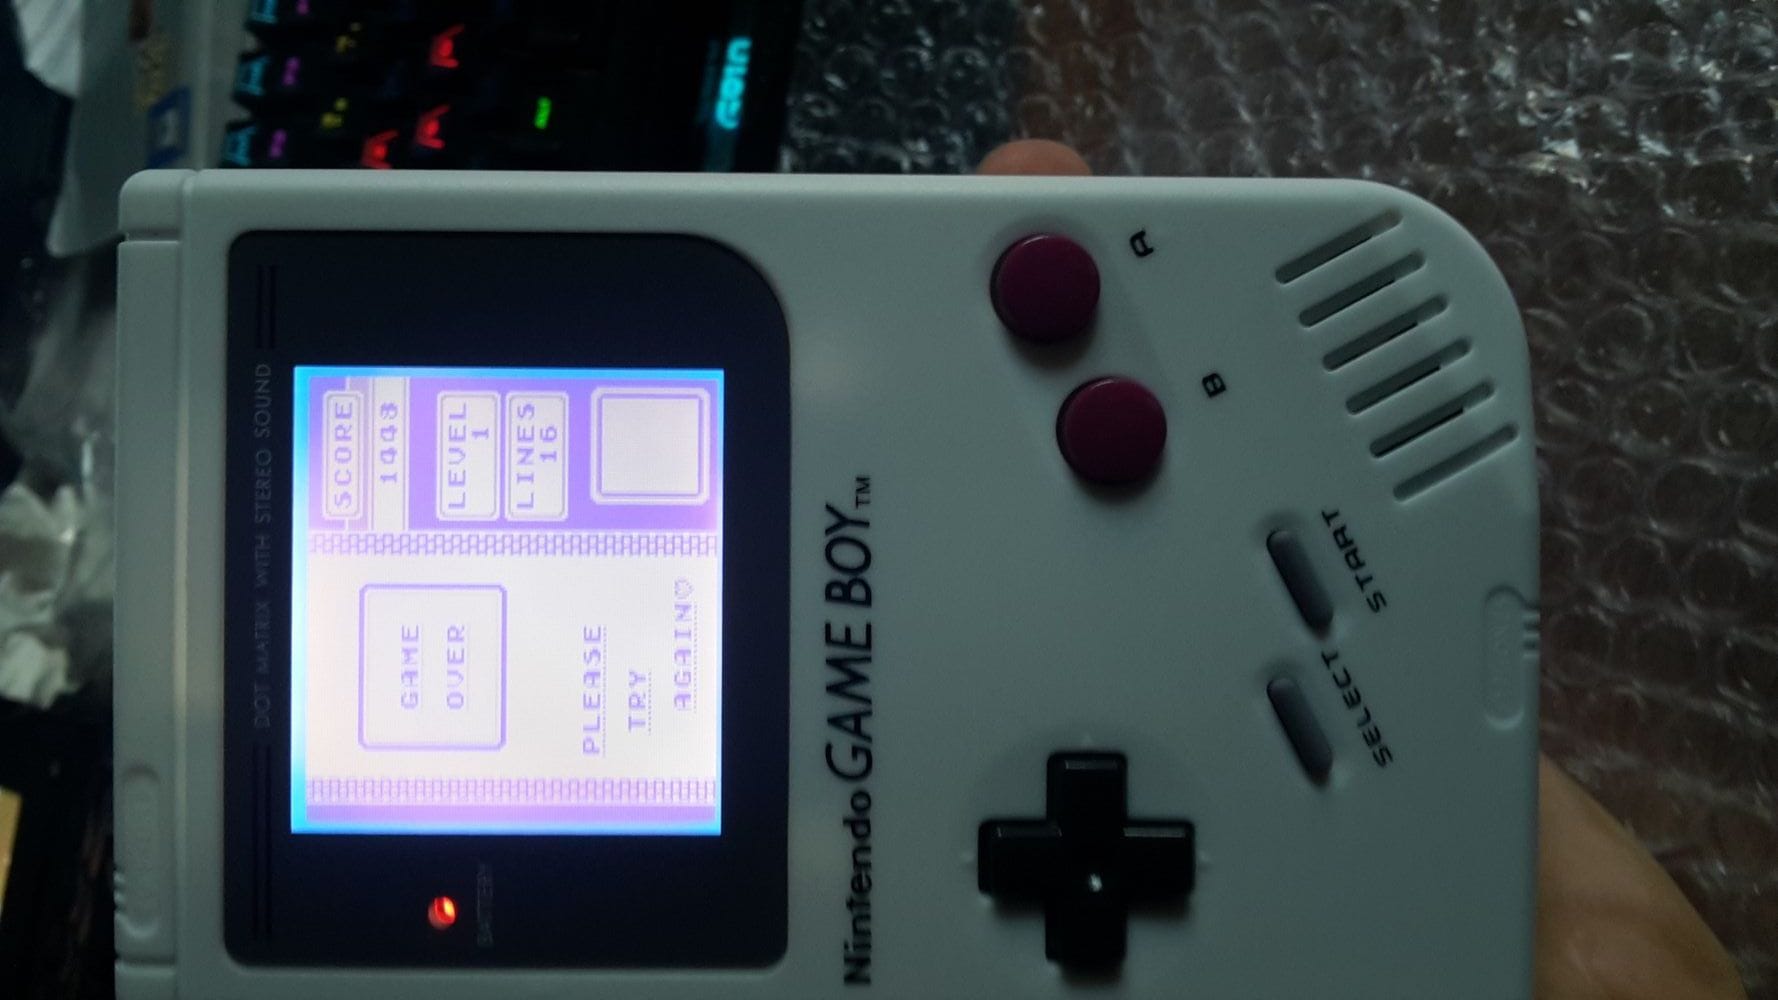 DOT MATRIX WITH STEREO SOUND
BATTERY
SCORE
1448
LEVEL
1
LINES
16
GAME
OVER
PLEASE
TRY
AGAIN♡
Nintendo GAME BOY™
A
B
SELECT
START